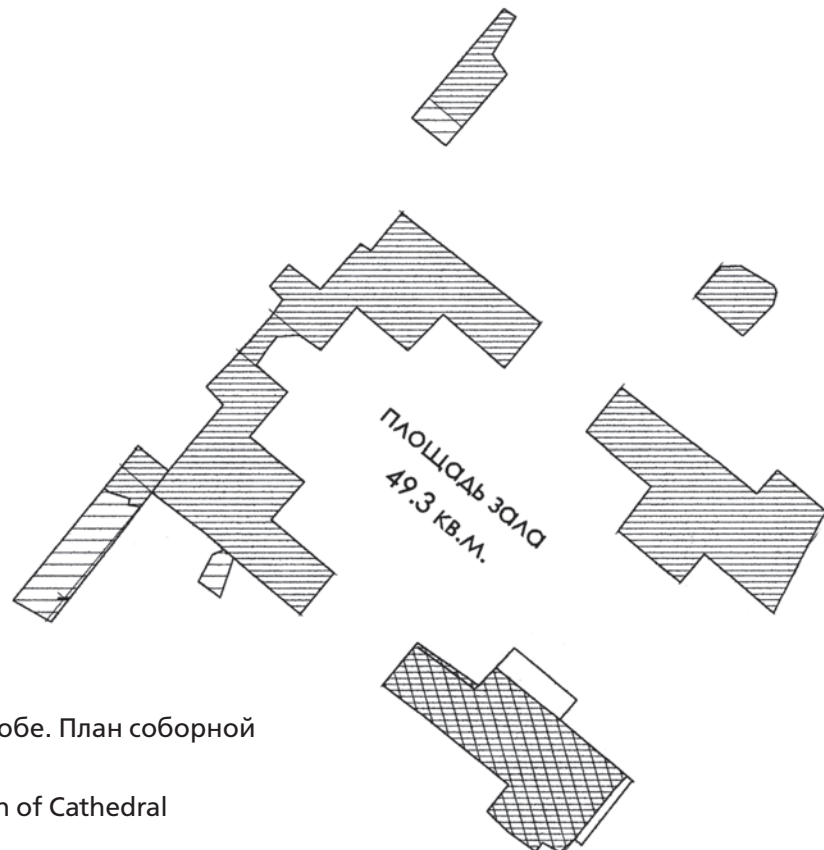 площадь зала
49.3 кв.м.
обе. План соборной
n of Cathedral